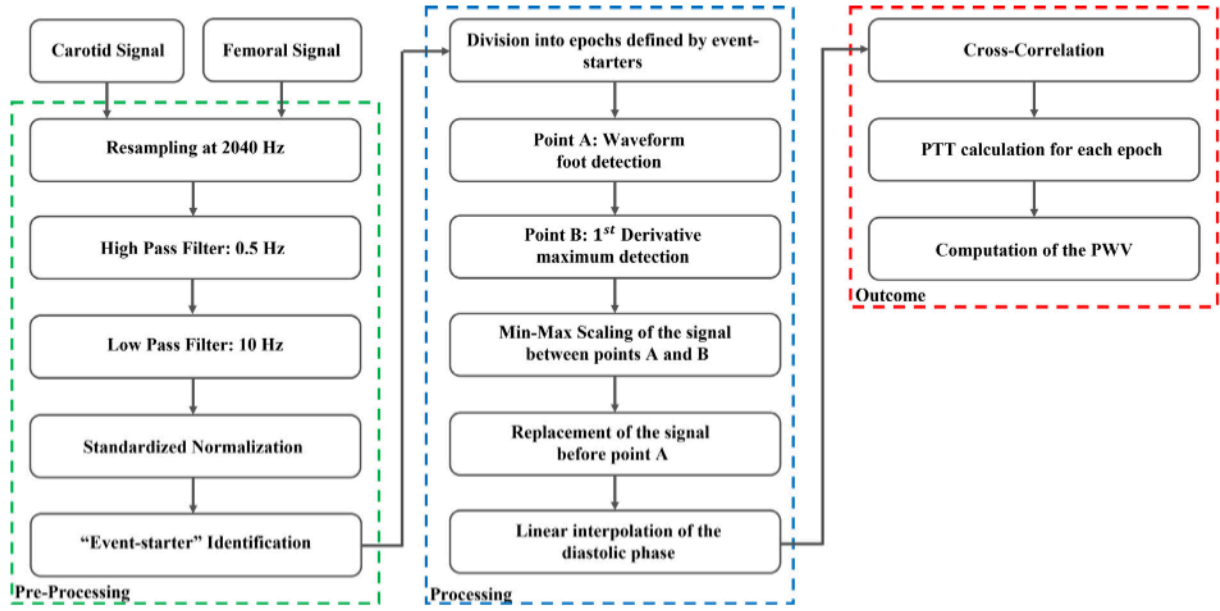 Carotid Signal
Femoral Signal
Resampling at 2040 Hz
High Pass Filter: 0.5 Hz
Low Pass Filter: 10 Hz
Standardized Normalization
“Event-starter” Identification
Pre-Processing
Division into epochs defined by event-
starters
Point A: Waveform
foot detection
Point B: 1ˢᵗ Derivative
maximum detection
Min-Max Scaling of the signal
between points A and B
Replacement of the signal
before point A
Linear interpolation of the
diastolic phase
Processing
Cross-Correlation
PTT calculation for each epoch
Computation of the PWV
Outcome